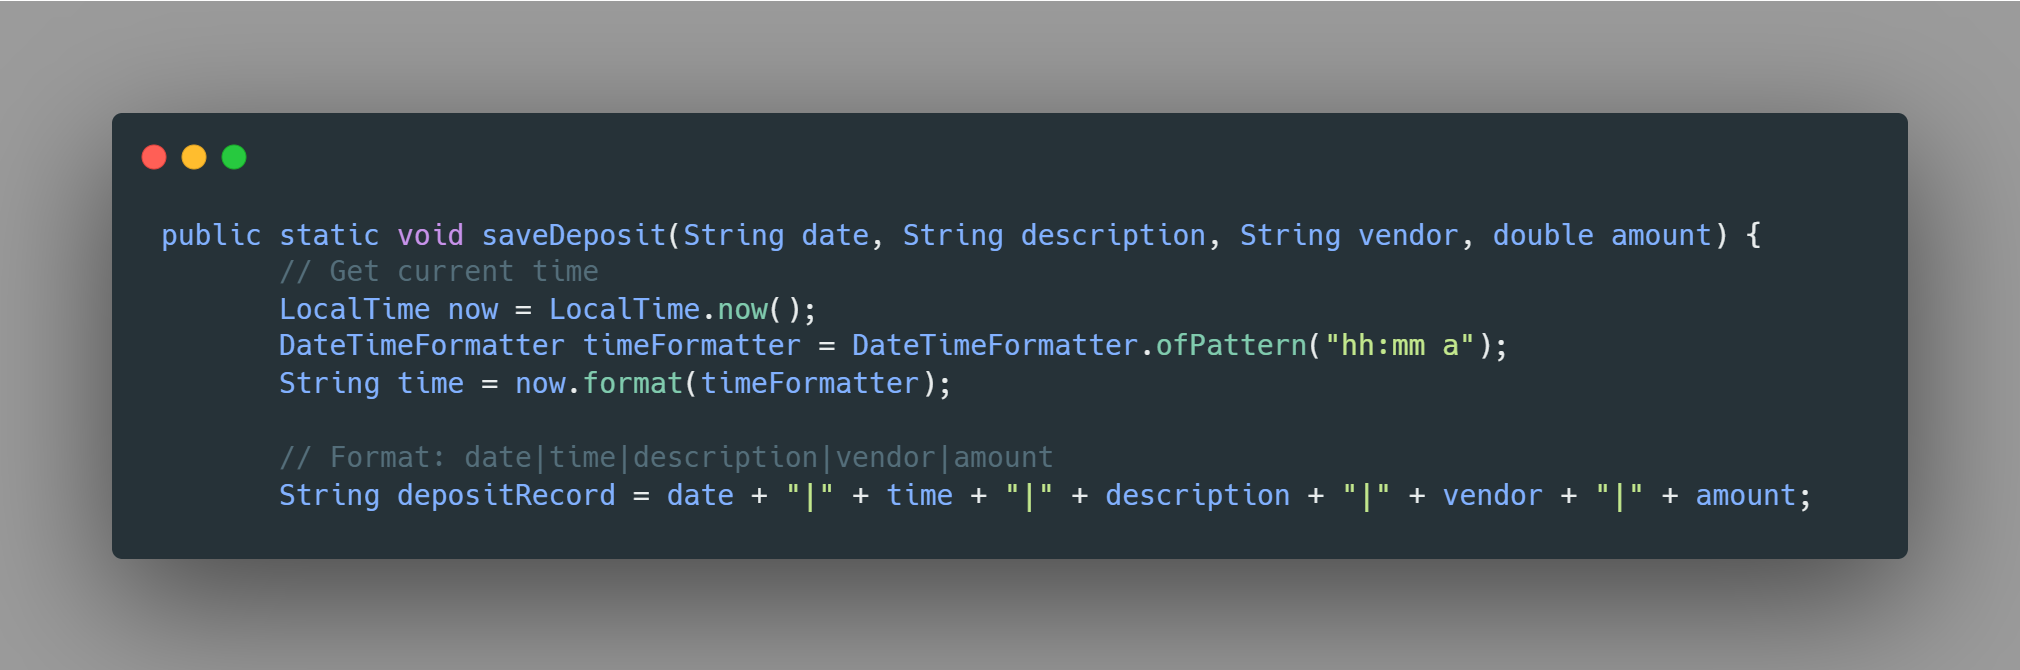 public static void saveDeposit(String date, String description, String vendor, double amount) {
// Get current time
LocalTime now = LocalTime.now();
DateTimeFormatter timeFormatter = DateTimeFormatter.ofPattern("hh:mm a");
String time = now.format(timeFormatter);
// Format: date|time|description|vendor|amount
String depositRecord = date + "|" + time + "|" + description + "|" + vendor + "|" + amount;